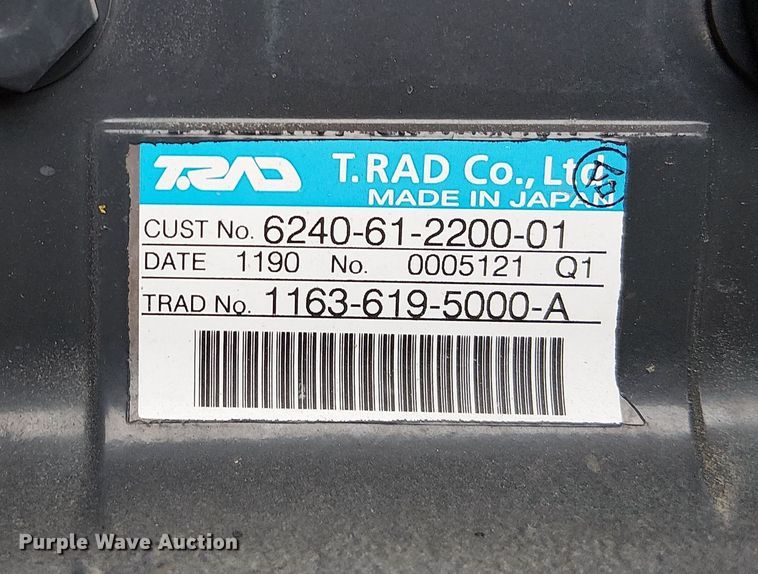 T.RAD T.RAD Co., Ltd.
MADE IN JAPAN
CUST No. 6240-61-2200-01
DATE 1190 No. 0005121 Q1
TRAD No. 1163-619-5000-A
Purple Wave Auction